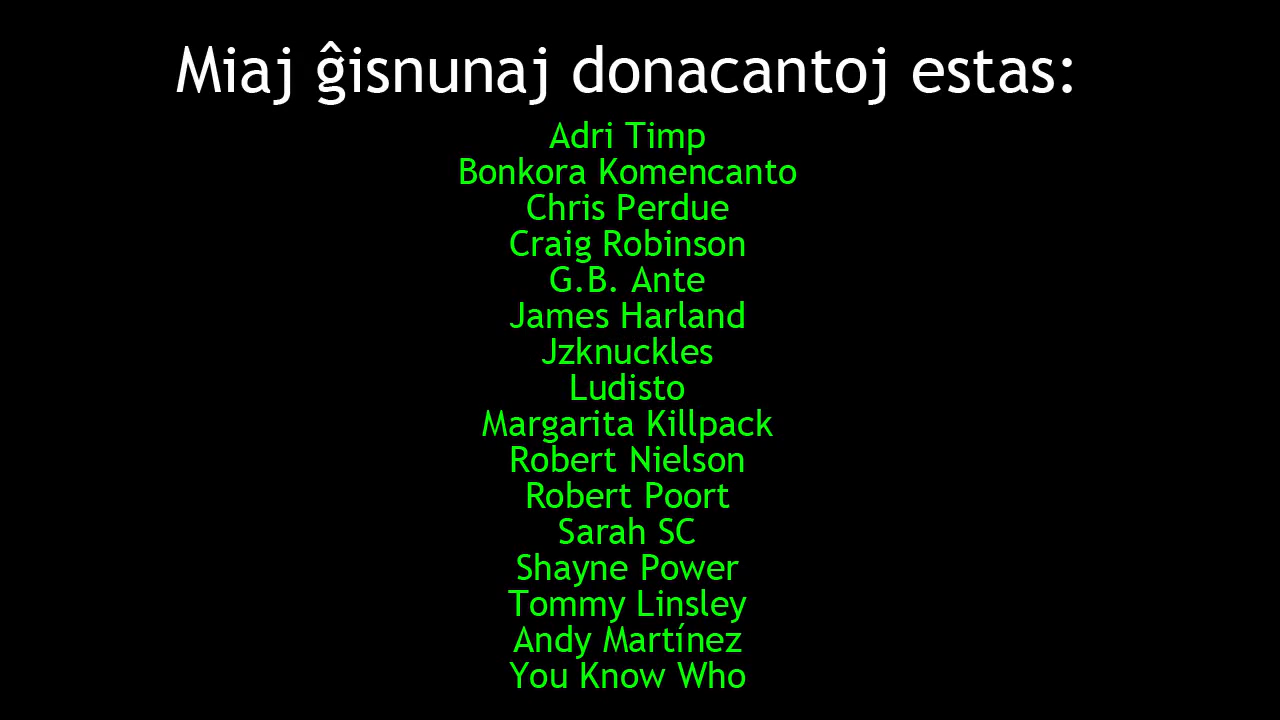 Miaj ĝisnunaj donacantoj estas:
Adri Timp
Bonkora Komencanto
Chris Perdue
Craig Robinson
G.B. Ante
James Harland
Jzknuckles
Ludisto
Margarita Killpack
Robert Nielson
Robert Poort
Sarah SC
Shayne Power
Tommy Linsley
Andy Martínez
You Know Who